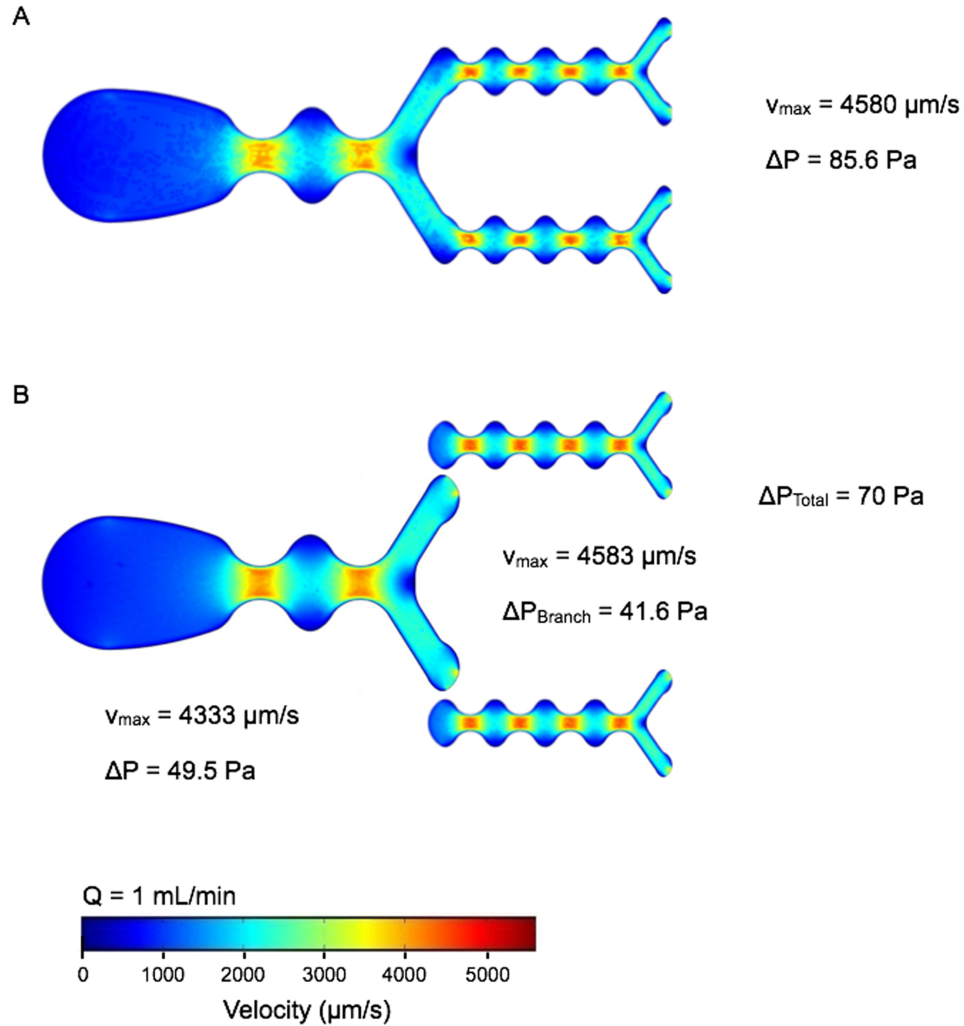 A
vmax = 4580 µm/s
ΔP = 85.6 Pa
B
ΔPTotal = 70 Pa
vmax = 4583 µm/s
ΔPBranch = 41.6 Pa
vmax = 4333 µm/s
ΔP = 49.5 Pa
Q = 1 mL/min
0 1000 2000 3000 4000 5000
Velocity (µm/s)